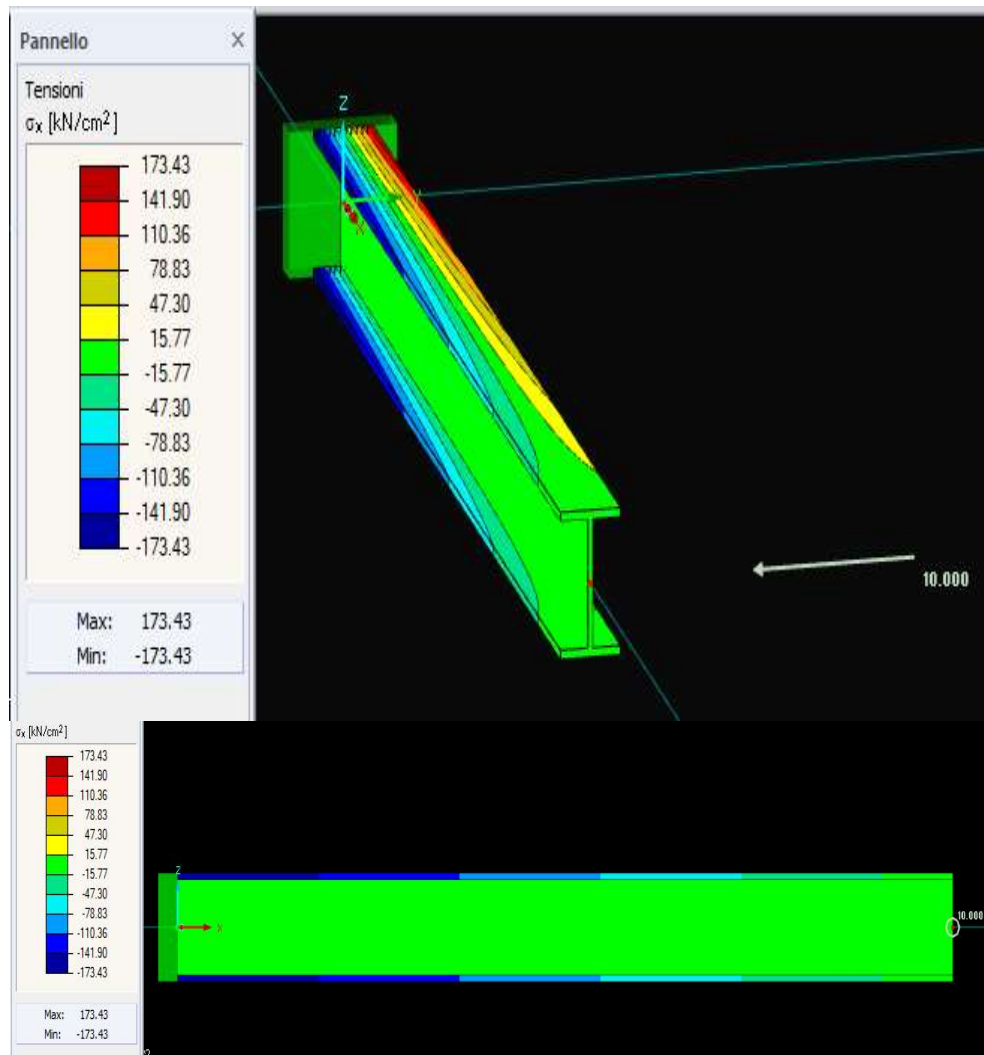 Pannello X
Tensioni
σx [kN/cm²]
173.43
141.90
110.36
78.83
47.30
15.77
-15.77
-47.30
-78.83
-110.36
-141.90
-173.43
Max: 173.43
Min: -173.43
Z
Y
X
10.000
σx [kN/cm²]
173.43
141.90
110.36
78.83
47.30
15.77
-15.77
-47.30
-78.83
-110.36
-141.90
-173.43
Max: 173.43
Min: -173.43
Z
X
10.000